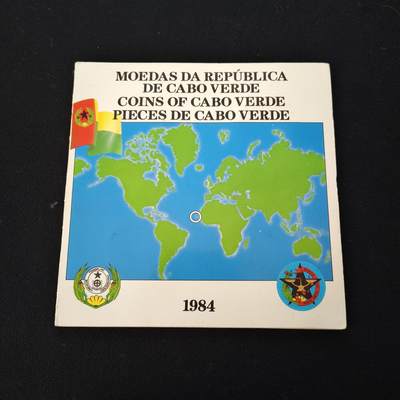 MOEDAS DA REPÚBLICA
DE CABO VERDE
COINS OF CABO VERDE
PIECES DE CABO VERDE
1984